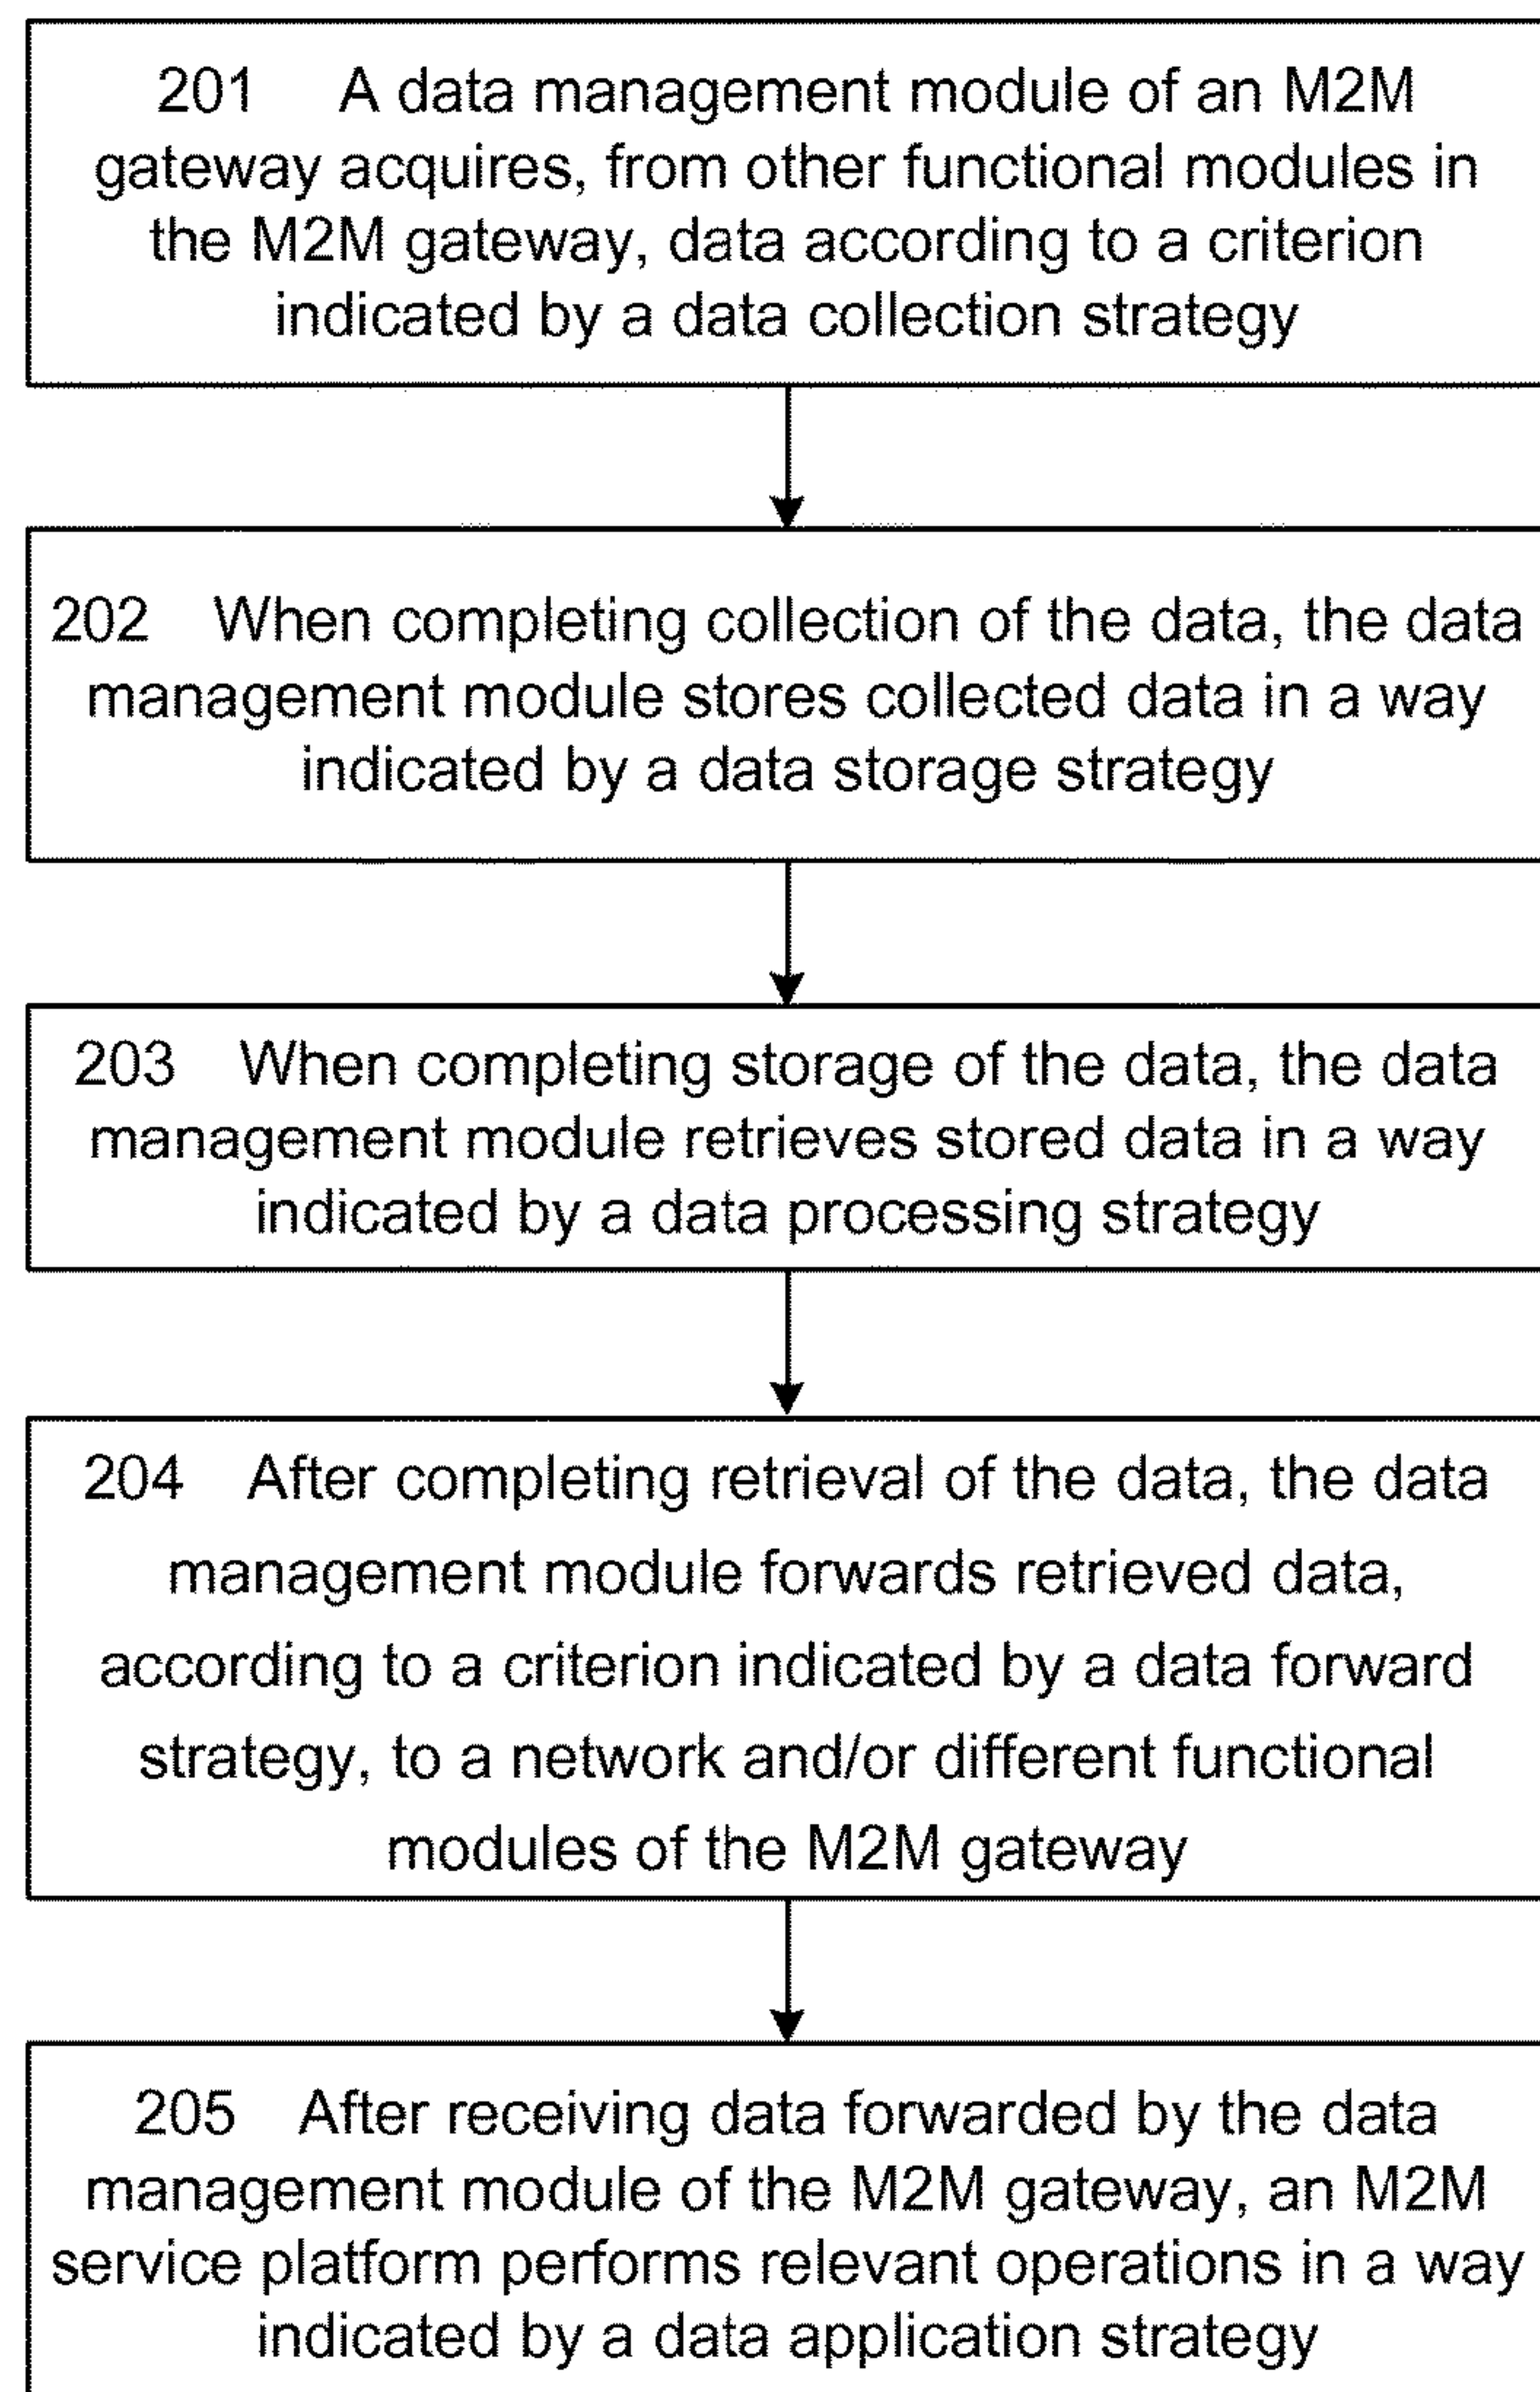 201 A data management module of an M2M
gateway acquires, from other functional modules in
the M2M gateway, data according to a criterion
indicated by a data collection strategy
202 When completing collection of the data, the data
management module stores collected data in a way
indicated by a data storage strategy
203 When completing storage of the data, the data
management module retrieves stored data in a way
indicated by a data processing strategy
204 After completing retrieval of the data, the data
management module forwards retrieved data,
according to a criterion indicated by a data forward
strategy, to a network and/or different functional
modules of the M2M gateway
205 After receiving data forwarded by the data
management module of the M2M gateway, an M2M
service platform performs relevant operations in a way
indicated by a data application strategy